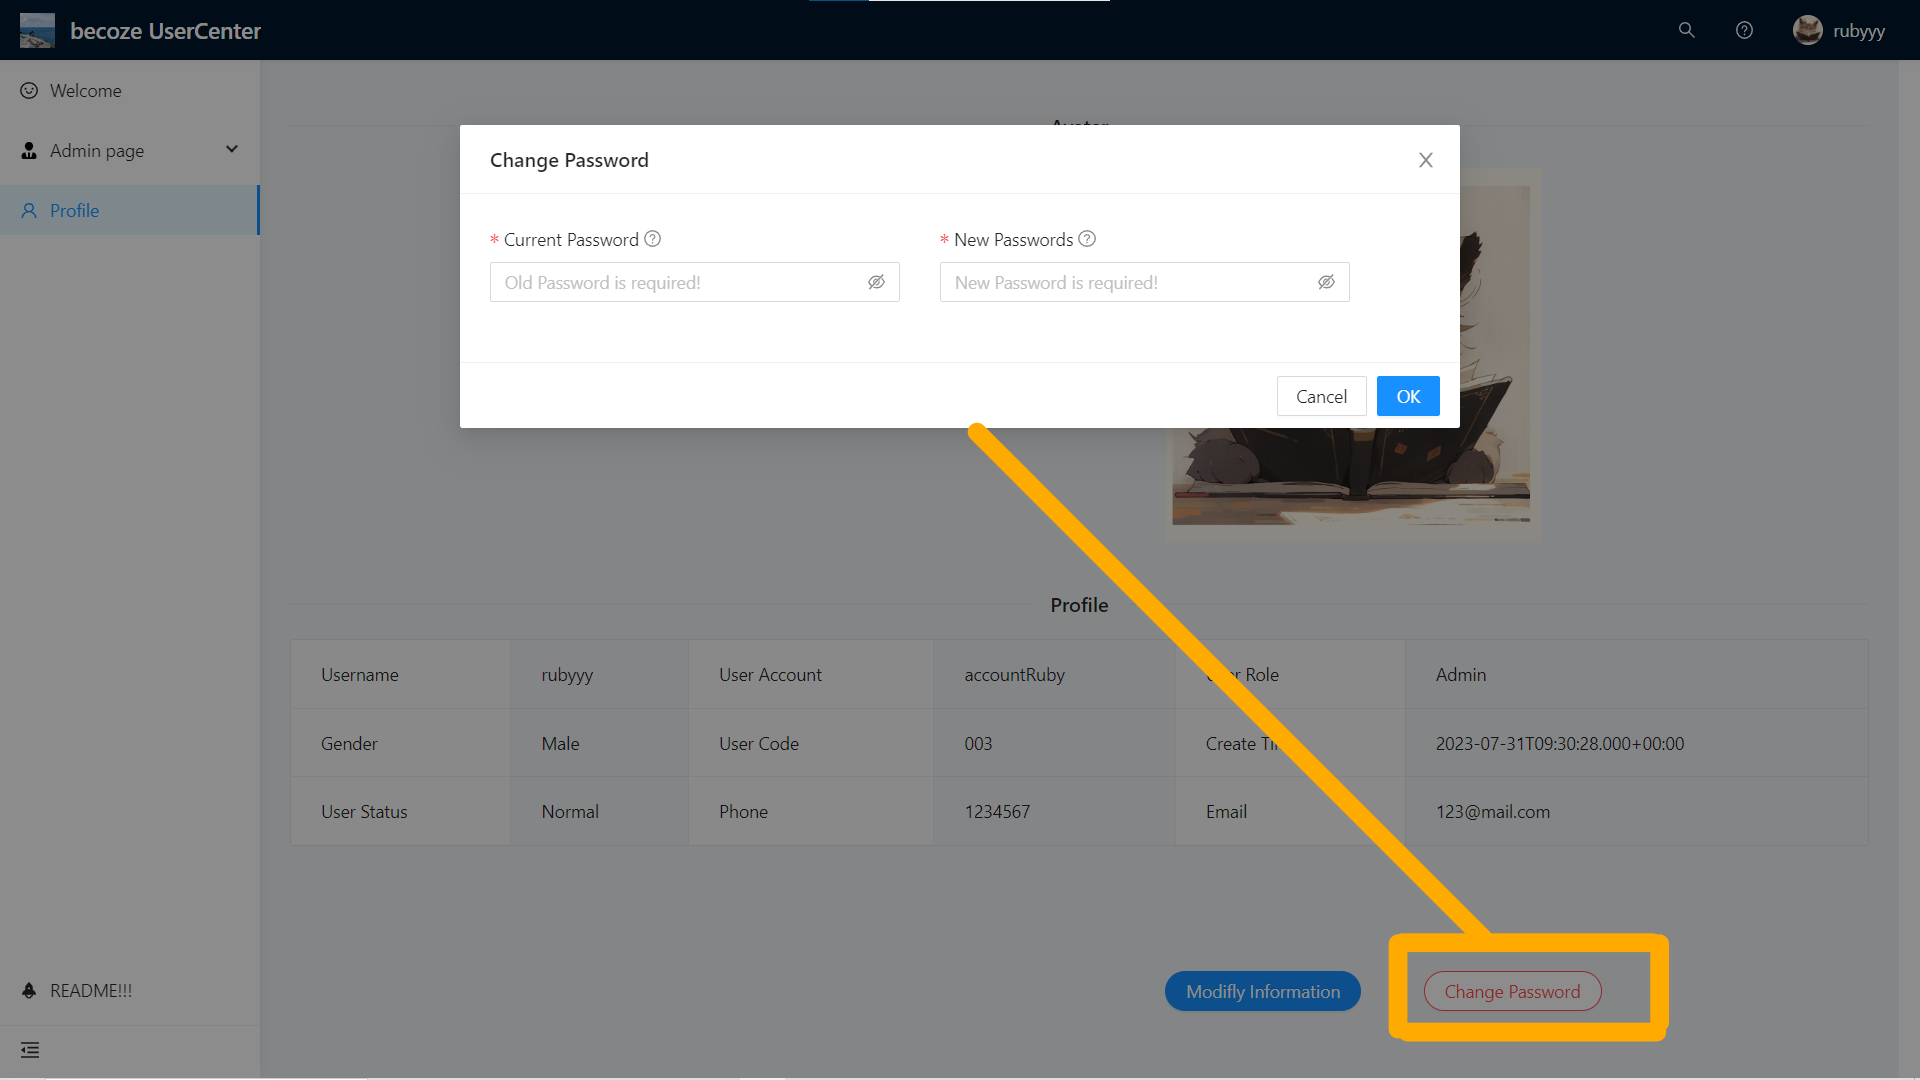 becoze UserCenter
rubyyy
Welcome
Admin page
Profile
Change Password
* Current Password
* New Passwords
Old Password is required!
New Password is required!
Cancel
OK
Profile
Username
rubyyy
User Account
accountRuby
Role
Admin
Gender
Male
User Code
003
Create
2023-07-31T09:30:28.000+00:00
User Status
Normal
Phone
1234567
Email
123@mail.com
README!!!
Modifly Information
Change Password